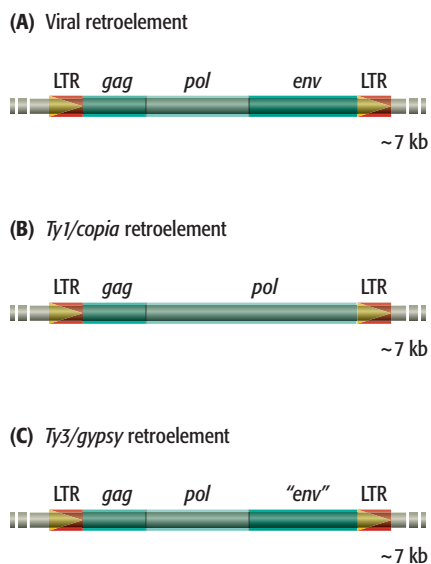 (A) Viral retroelement
LTR gag pol env LTR
~7 kb
(B) Ty1/copia retroelement
LTR gag pol LTR
~7 kb
(C) Ty3/gypsy retroelement
LTR gag pol “env” LTR
~7 kb